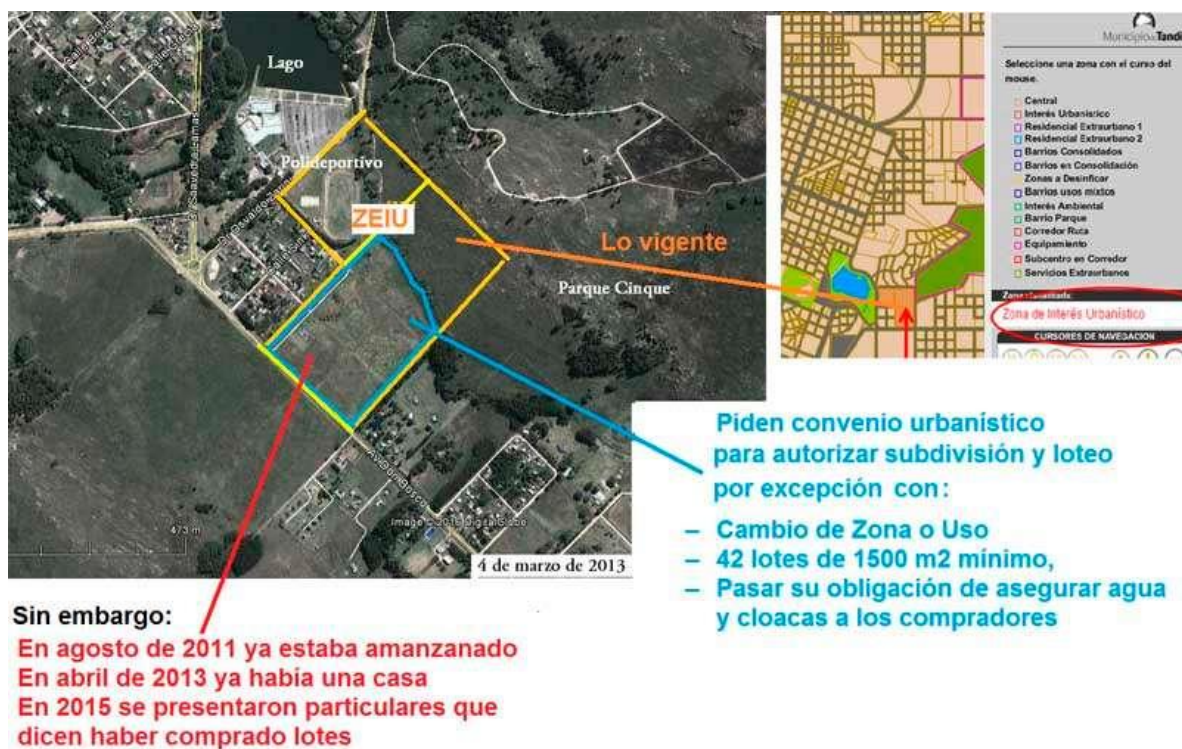 Lago
Polideportivo
ZEIU
Parque Cinque
Av Don Bosco
473 m
Image © 2016 DigitalGlobe
4 de marzo de 2013
Lo vigente
Municipio de Tandil
Seleccione una zona con el curso del
mouse.
Central
Interés Urbanístico
Residencial Extraurbano 1
Residencial Extraurbano 2
Barrios Consolidados
Barrios en Consolidación
Zonas a Densificar
Barrios usos mixtos
Interés Ambiental
Barrio Parque
Corredor Ruta
Equipamiento
Subcentro en Corredor
Servicios Extraurbanos
Zona de Interés Urbanístico
CURSORES DE NAVEGACION
Piden convenio urbanístico
para autorizar subdivisión y loteo
por excepción con:
– Cambio de Zona o Uso
– 42 lotes de 1500 m2 mínimo,
– Pasar su obligación de asegurar agua
y cloacas a los compradores
Sin embargo:
En agosto de 2011 ya estaba amanzanado
En abril de 2013 ya había una casa
En 2015 se presentaron particulares que
dicen haber comprado lotes